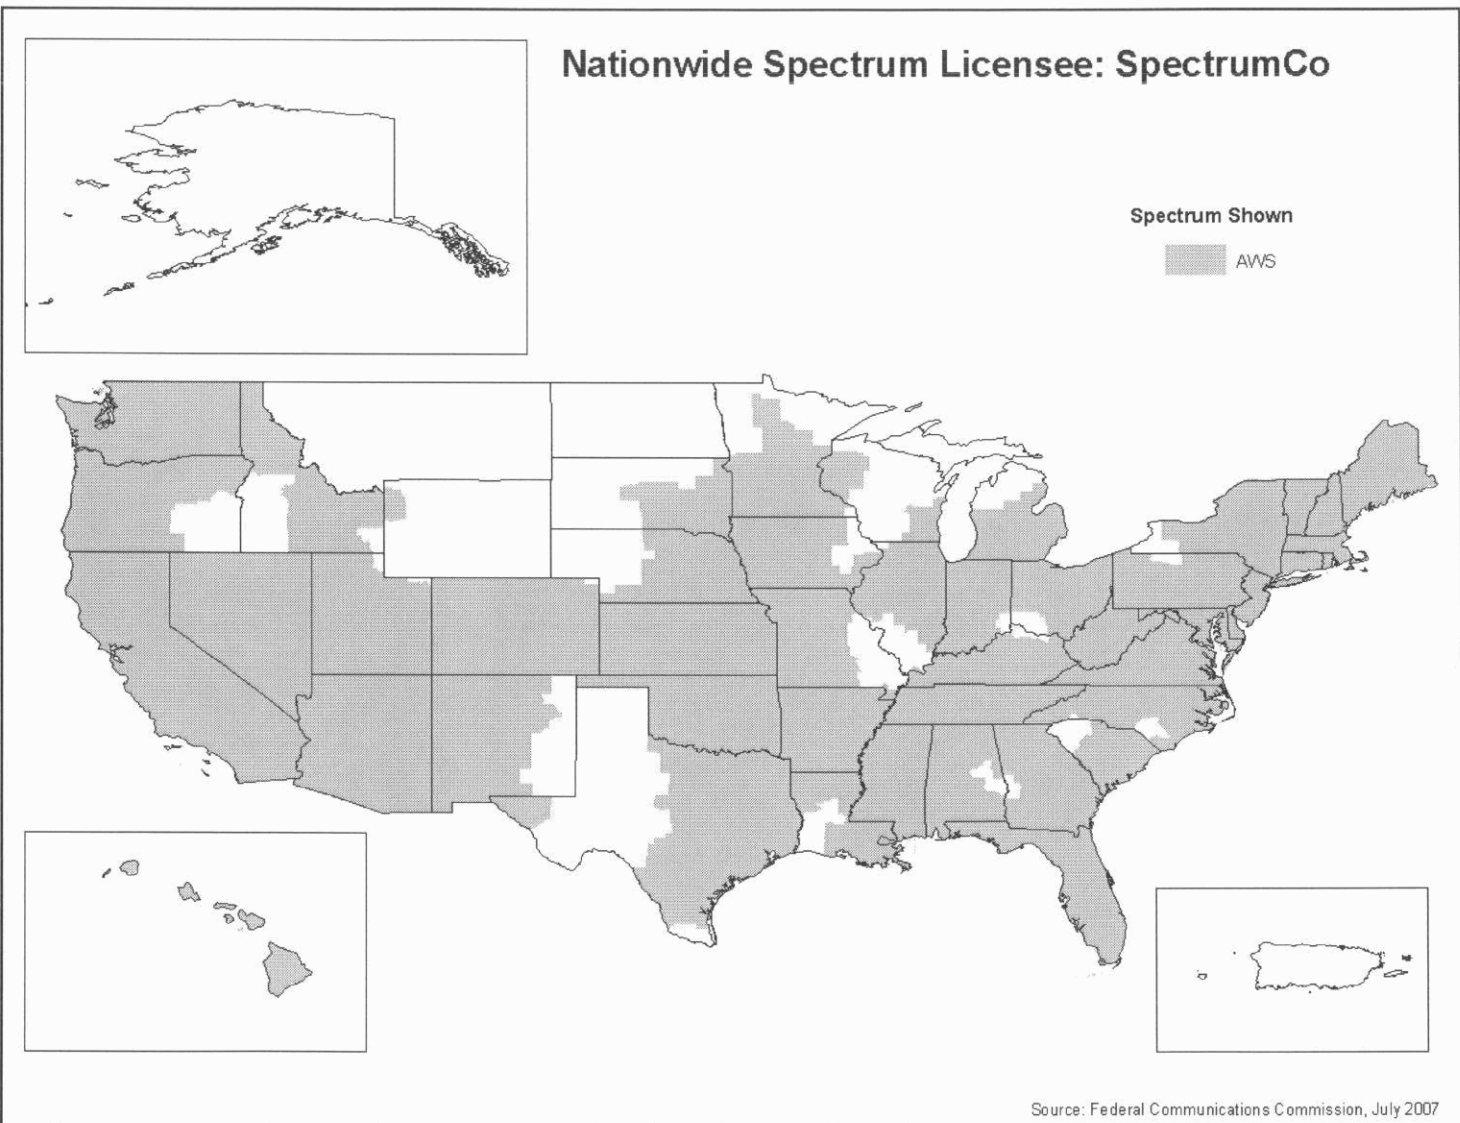 Nationwide Spectrum Licensee: SpectrumCo
Spectrum Shown
AWS
Source: Federal Communications Commission, July 2007